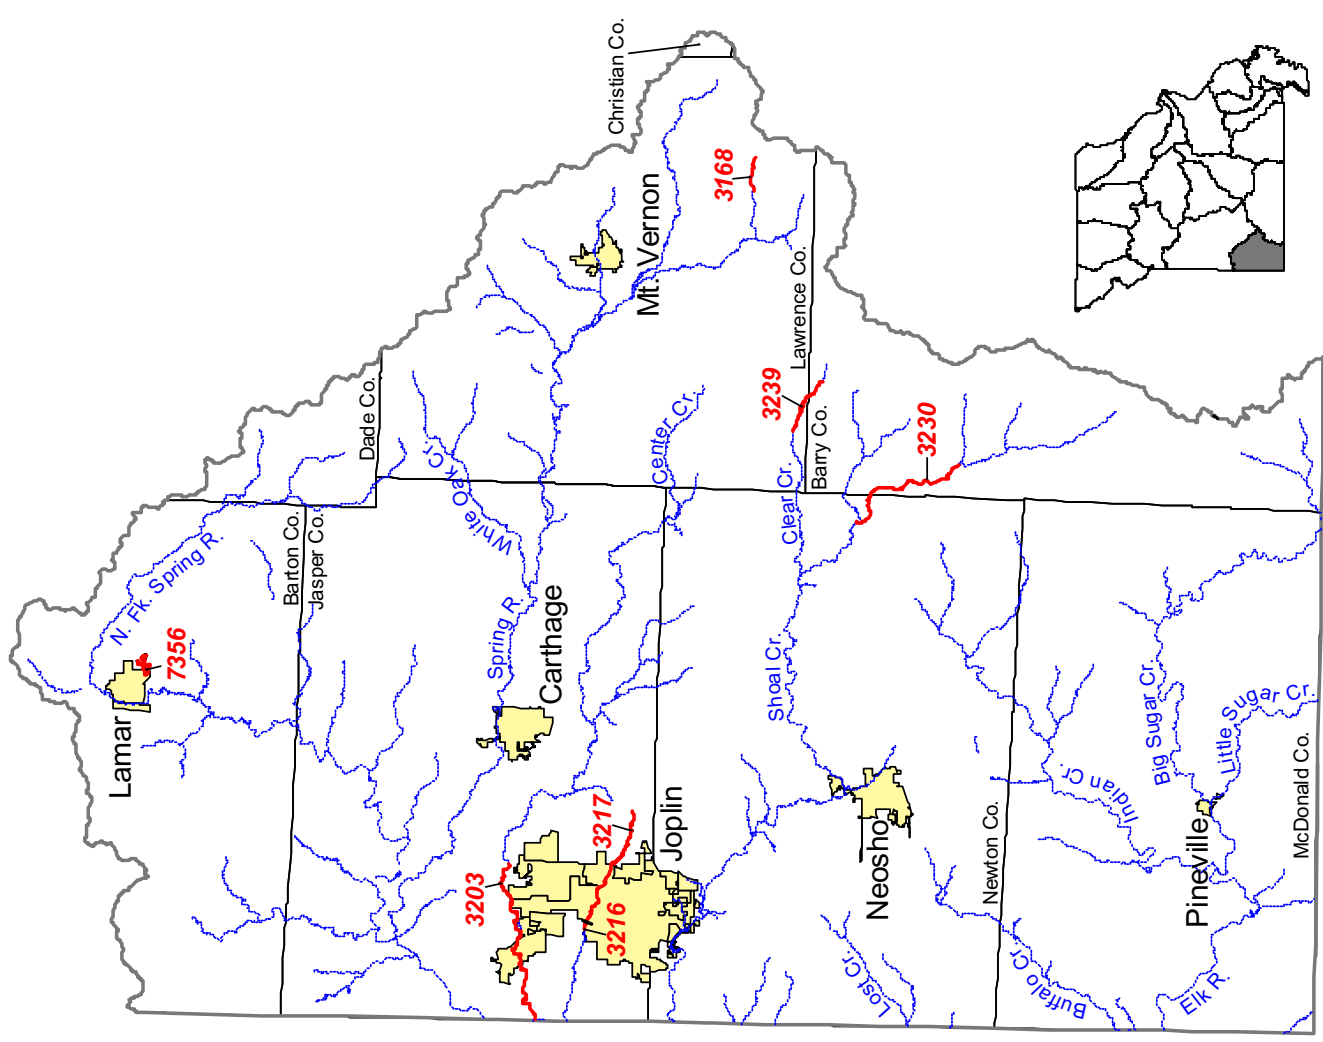 Christian Co.
3168
Mt. Vernon
Lawrence Co.
Dade Co.
3239
Barry Co.
3230
Center Cr.
White Oak Cr.
Clear Cr.
N. Fk. Spring R.
Barton Co.
Jasper Co.
7356
Lamar
Spring R.
Carthage
Shoal Cr.
Big Sugar Cr.
Little Sugar Cr.
Indian Cr.
McDonald Co.
3217
Joplin
3203
3216
Neosho
Newton Co.
Pineville
Lost Cr.
Buffalo Cr.
Elk R.